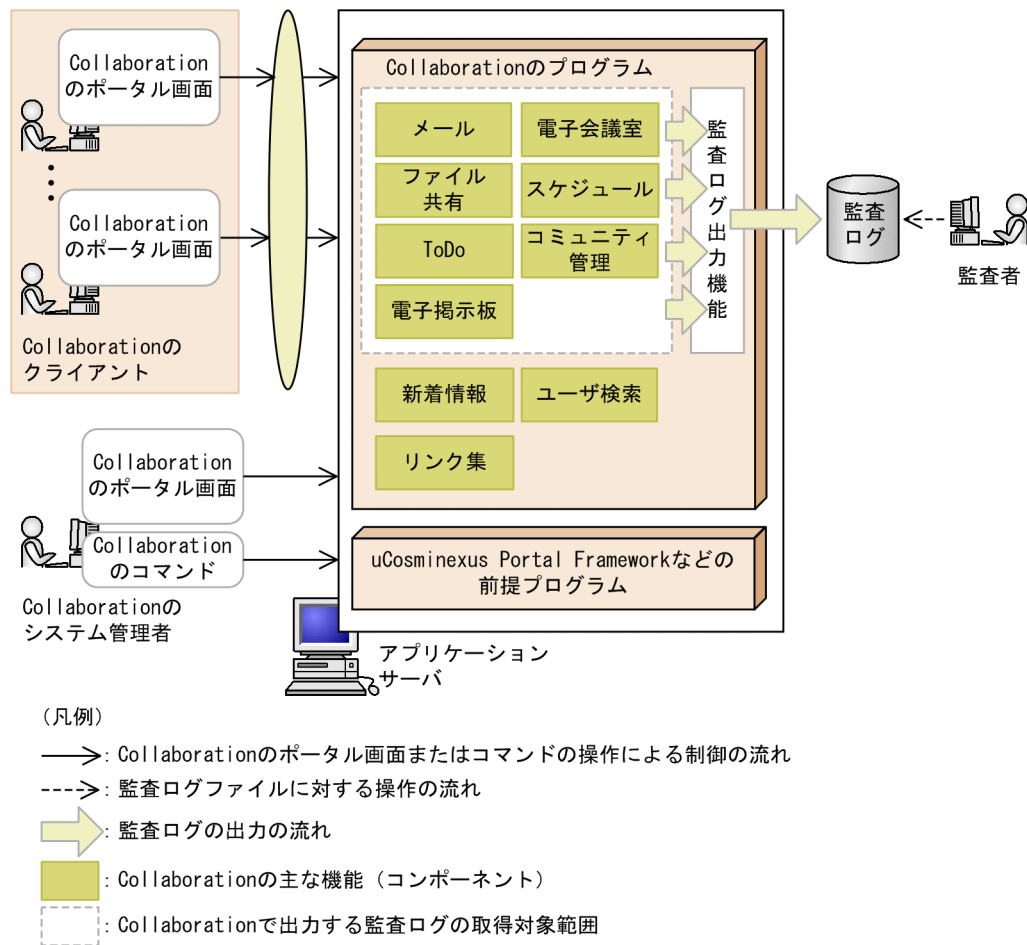 Collaboration
のポータル画面
Collaboration
のポータル画面
Collaborationの
クライアント
Collaboration
のポータル画面
Collaboration
のコマンド
Collaborationの
システム管理者
Collaborationのプログラム
メール
電子会議室
ファイル
共有
スケジュール
ToDo
コミュニティ
管理
電子掲示板
新着情報
ユーザ検索
リンク集
監査ログ出力機能
監査
ログ
監査者
uCosminexus Portal Frameworkなどの
前提プログラム
アプリケーション
サーバ
(凡例)
:Collaborationのポータル画面またはコマンドの操作による制御の流れ
:監査ログファイルに対する操作の流れ
:監査ログの出力の流れ
:Collaborationの主な機能(コンポーネント)
:Collaborationで出力する監査ログの取得対象範囲